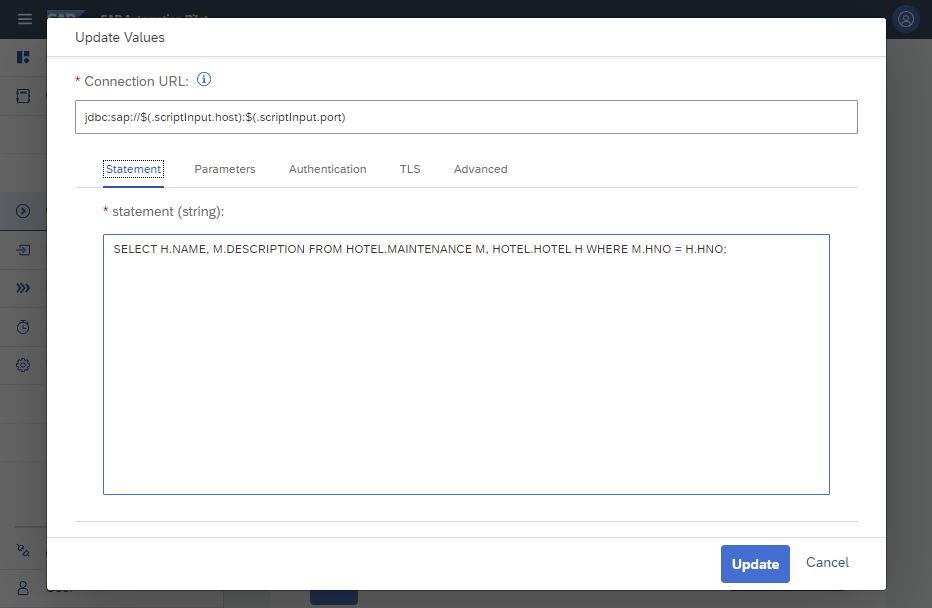 Update Values
* Connection URL:
jdbc:sap://$(.scriptInput.host):$(.scriptInput.port)
Statement Parameters Authentication TLS Advanced
* statement (string):
SELECT H.NAME, M.DESCRIPTION FROM HOTEL.MAINTENANCE M, HOTEL.HOTEL H WHERE M.HNO = H.HNO;
Update Cancel